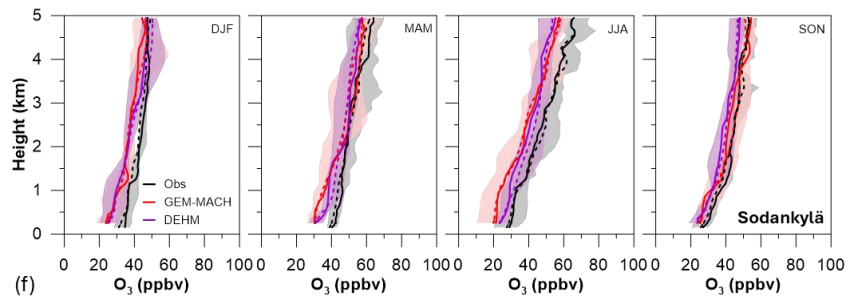 DJF
MAM
JJA
SON
Height (km)
5
4
3
2
1
0
Obs
GEM-MACH
DEHM
Sodankylä
0 20 40 60 80 100 0 20 40 60 80 100 0 20 40 60 80 100 0 20 40 60 80 100
(f)
O3 (ppbv) O3 (ppbv) O3 (ppbv) O3 (ppbv)